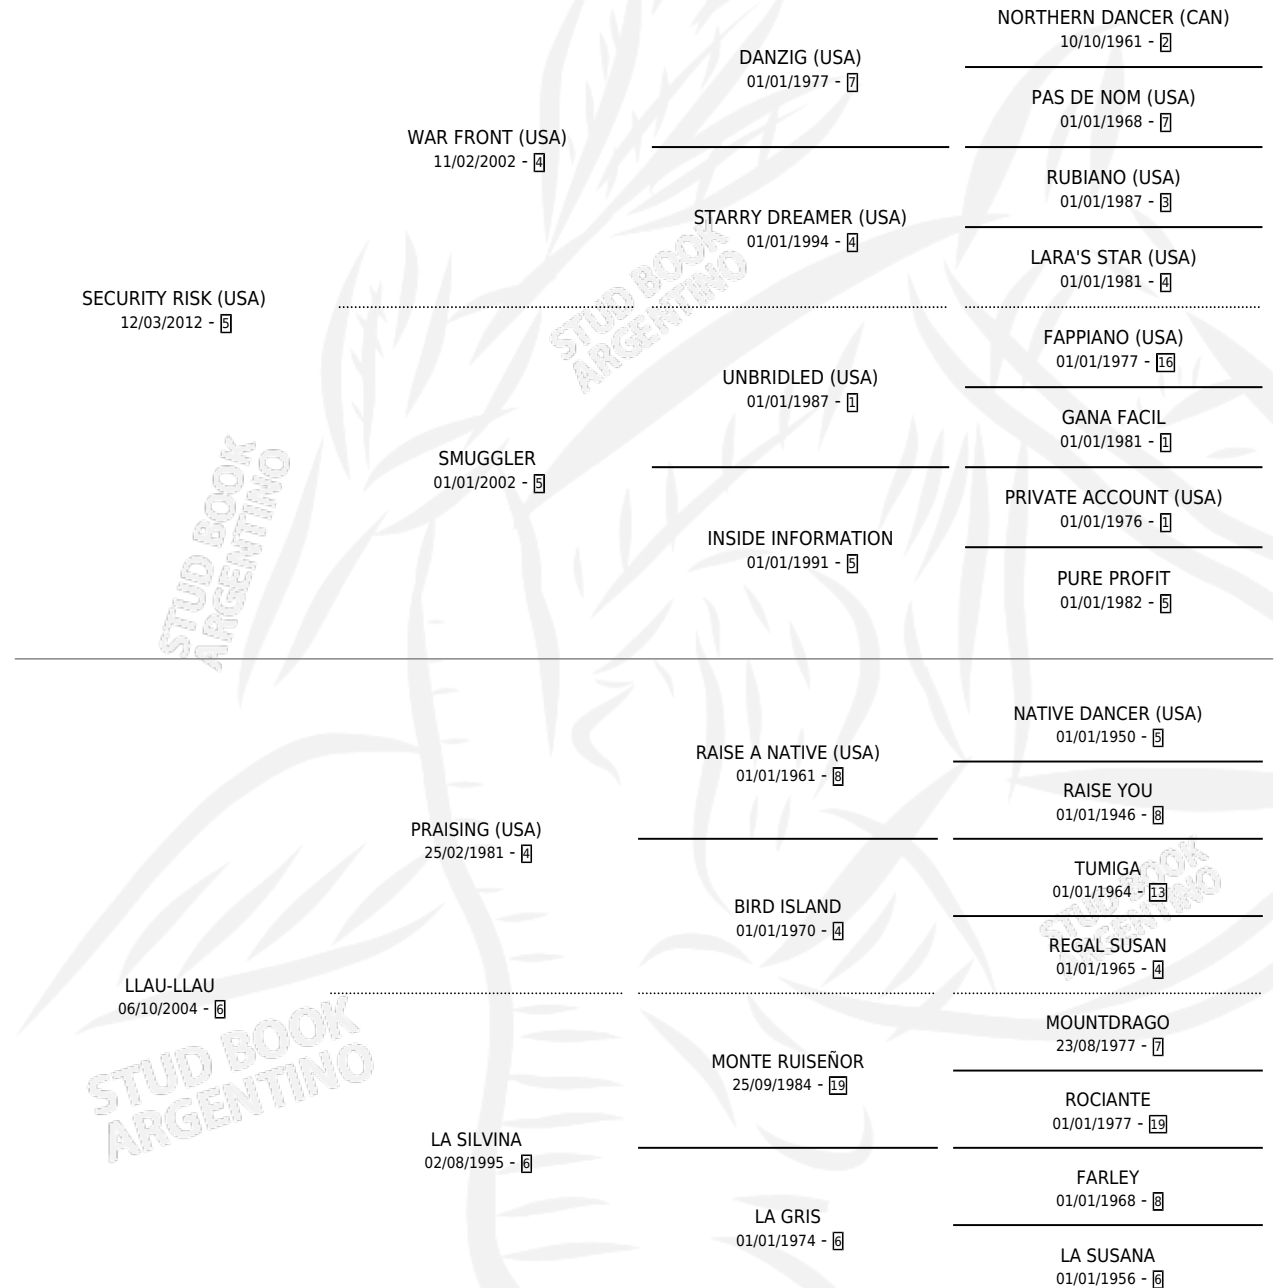 NORTHERN DANCER (CAN)
10/10/1961 - 2
DANZIG (USA)
01/01/1977 - 7
PAS DE NOM (USA)
01/01/1968 - 7
WAR FRONT (USA)
11/02/2002 - 4
RUBIANO (USA)
01/01/1987 - 3
STARRY DREAMER (USA)
01/01/1994 - 4
LARA'S STAR (USA)
01/01/1981 - 4
SECURITY RISK (USA)
12/03/2012 - 5
FAPPIANO (USA)
01/01/1977 - 16
UNBRIDLED (USA)
01/01/1987 - 1
GANA FACIL
01/01/1981 - 1
SMUGGLER
01/01/2002 - 5
PRIVATE ACCOUNT (USA)
01/01/1976 - 1
INSIDE INFORMATION
01/01/1991 - 5
PURE PROFIT
01/01/1982 - 5
NATIVE DANCER (USA)
01/01/1950 - 5
RAISE A NATIVE (USA)
01/01/1961 - 8
RAISE YOU
01/01/1946 - 8
PRAISING (USA)
25/02/1981 - 4
TUMIGA
01/01/1964 - 13
BIRD ISLAND
01/01/1970 - 4
REGAL SUSAN
01/01/1965 - 4
LLAU-LLAU
06/10/2004 - 6
MOUNTDRAGO
23/08/1977 - 7
MONTE RUISEÑOR
25/09/1984 - 19
ROCIANTE
01/01/1977 - 19
LA SILVINA
02/08/1995 - 6
FARLEY
01/01/1968 - 8
LA GRIS
01/01/1974 - 6
LA SUSANA
01/01/1956 - 6
STUD BOOK
ARGENTINO
STUD BOOK
ARGENTINO
STUD BOOK
ARGENTINO
STUD BOOK
ARGENTINO